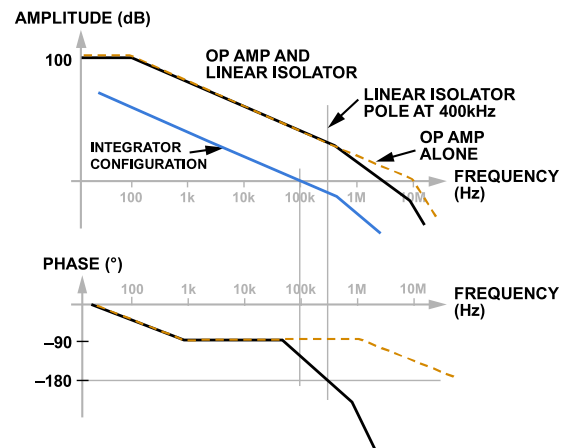 AMPLITUDE (dB)
100
OP AMP AND
LINEAR ISOLATOR
LINEAR ISOLATOR
POLE AT 400kHz
OP AMP
ALONE
INTEGRATOR
CONFIGURATION
FREQUENCY
(Hz)
100 1k 10k 100k 1M 10M
PHASE (°)
100 1k 10k 100k 1M 10M
FREQUENCY
(Hz)
–90
–180